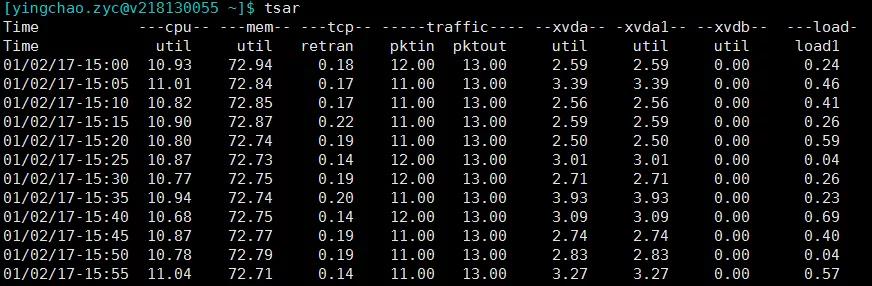 [yingchao.zyc@v218130055 ~]$ tsar
Time           ---cpu-- ---mem-- ---tcp-- -----traffic---- --xvda-- -xvda1-- --xvdb--  ---load-
Time             util     util   retran    pktin  pktout     util     util     util     load1
01/02/17-15:00  10.93    72.94     0.18    12.00   13.00     2.59     2.59     0.00      0.24
01/02/17-15:05  11.01    72.84     0.17    11.00   13.00     3.39     3.39     0.00      0.46
01/02/17-15:10  10.82    72.85     0.17    11.00   13.00     2.56     2.56     0.00      0.41
01/02/17-15:15  10.90    72.87     0.22    11.00   13.00     2.59     2.59     0.00      0.26
01/02/17-15:20  10.80    72.74     0.19    11.00   13.00     2.50     2.50     0.00      0.59
01/02/17-15:25  10.87    72.73     0.14    12.00   13.00     3.01     3.01     0.00      0.04
01/02/17-15:30  10.77    72.75     0.19    12.00   13.00     2.71     2.71     0.00      0.26
01/02/17-15:35  10.94    72.74     0.20    11.00   13.00     3.93     3.93     0.00      0.23
01/02/17-15:40  10.68    72.75     0.14    12.00   13.00     3.09     3.09     0.00      0.69
01/02/17-15:45  10.87    72.77     0.19    11.00   13.00     2.74     2.74     0.00      0.40
01/02/17-15:50  10.78    72.79     0.19    11.00   13.00     2.83     2.83     0.00      0.04
01/02/17-15:55  11.04    72.71     0.14    11.00   13.00     3.27     3.27     0.00      0.57